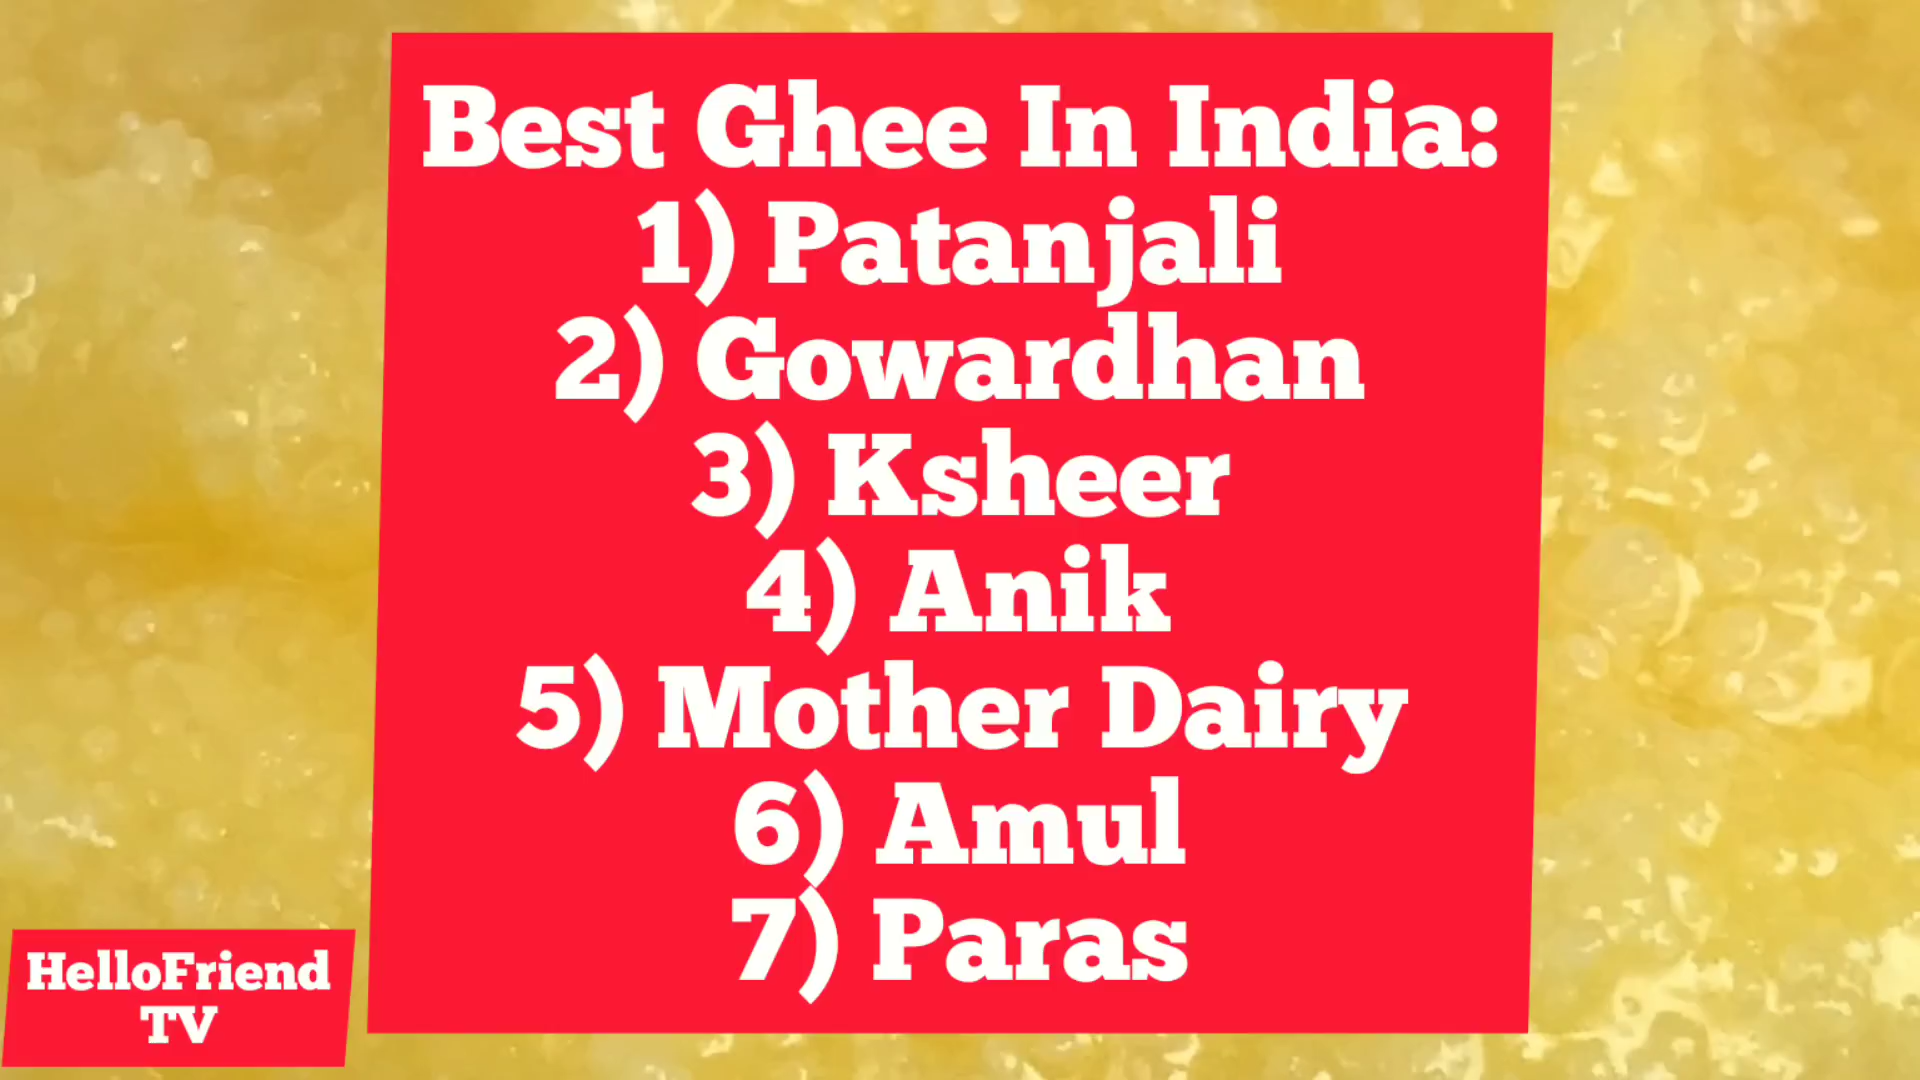 Best Ghee In India:
1) Patanjali
2) Gowardhan
3) Ksheer
4) Anik
5) Mother Dairy
6) Amul
7) Paras
HelloFriend
TV